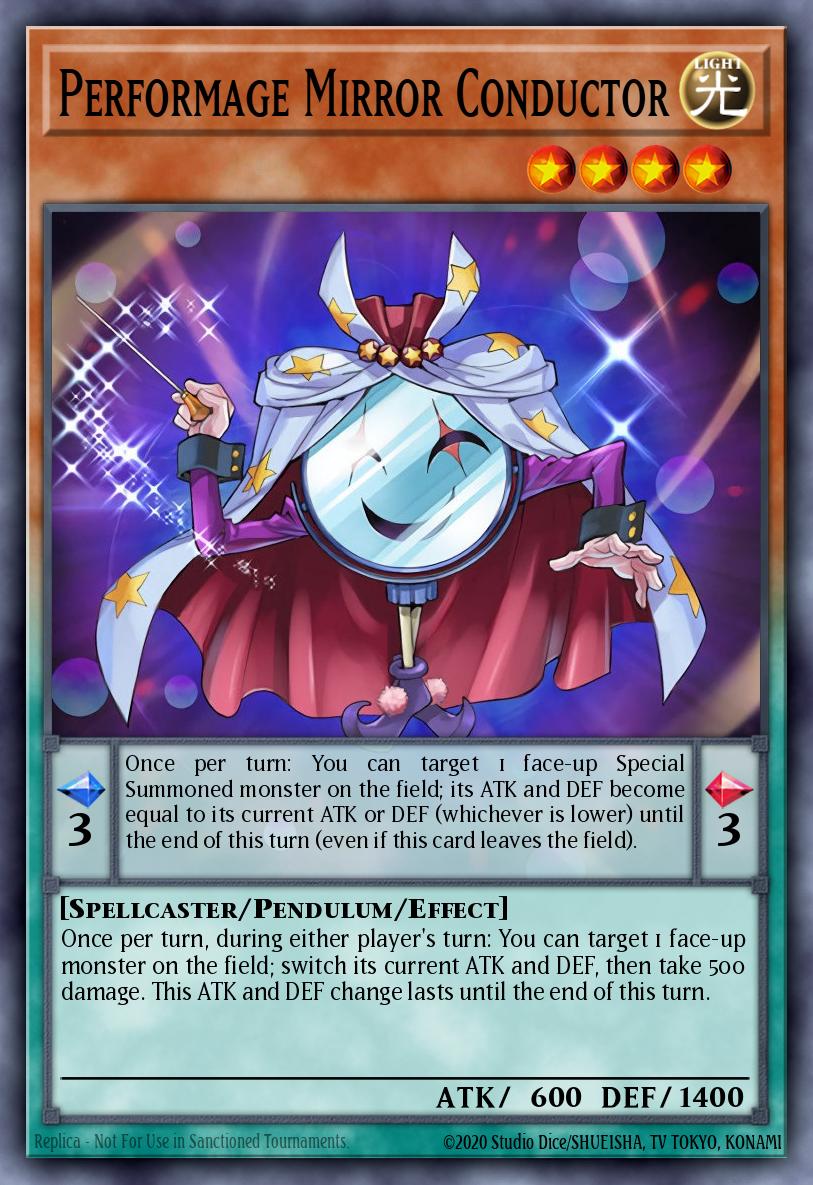 Performage Mirror Conductor
LIGHT
光
Once per turn: You can target 1 face-up Special
Summoned monster on the field; its ATK and DEF become
equal to its current ATK or DEF (whichever is lower) until
the end of this turn (even if this card leaves the field).
3
3
[Spellcaster/Pendulum/Effect]
Once per turn, during either player's turn: You can target 1 face-up
monster on the field; switch its current ATK and DEF, then take 500
damage. This ATK and DEF change lasts until the end of this turn.
ATK/ 600 DEF/1400
Replica - Not For Use in Sanctioned Tournaments.
©2020 Studio Dice/SHUEISHA, TV TOKYO, KONAMI